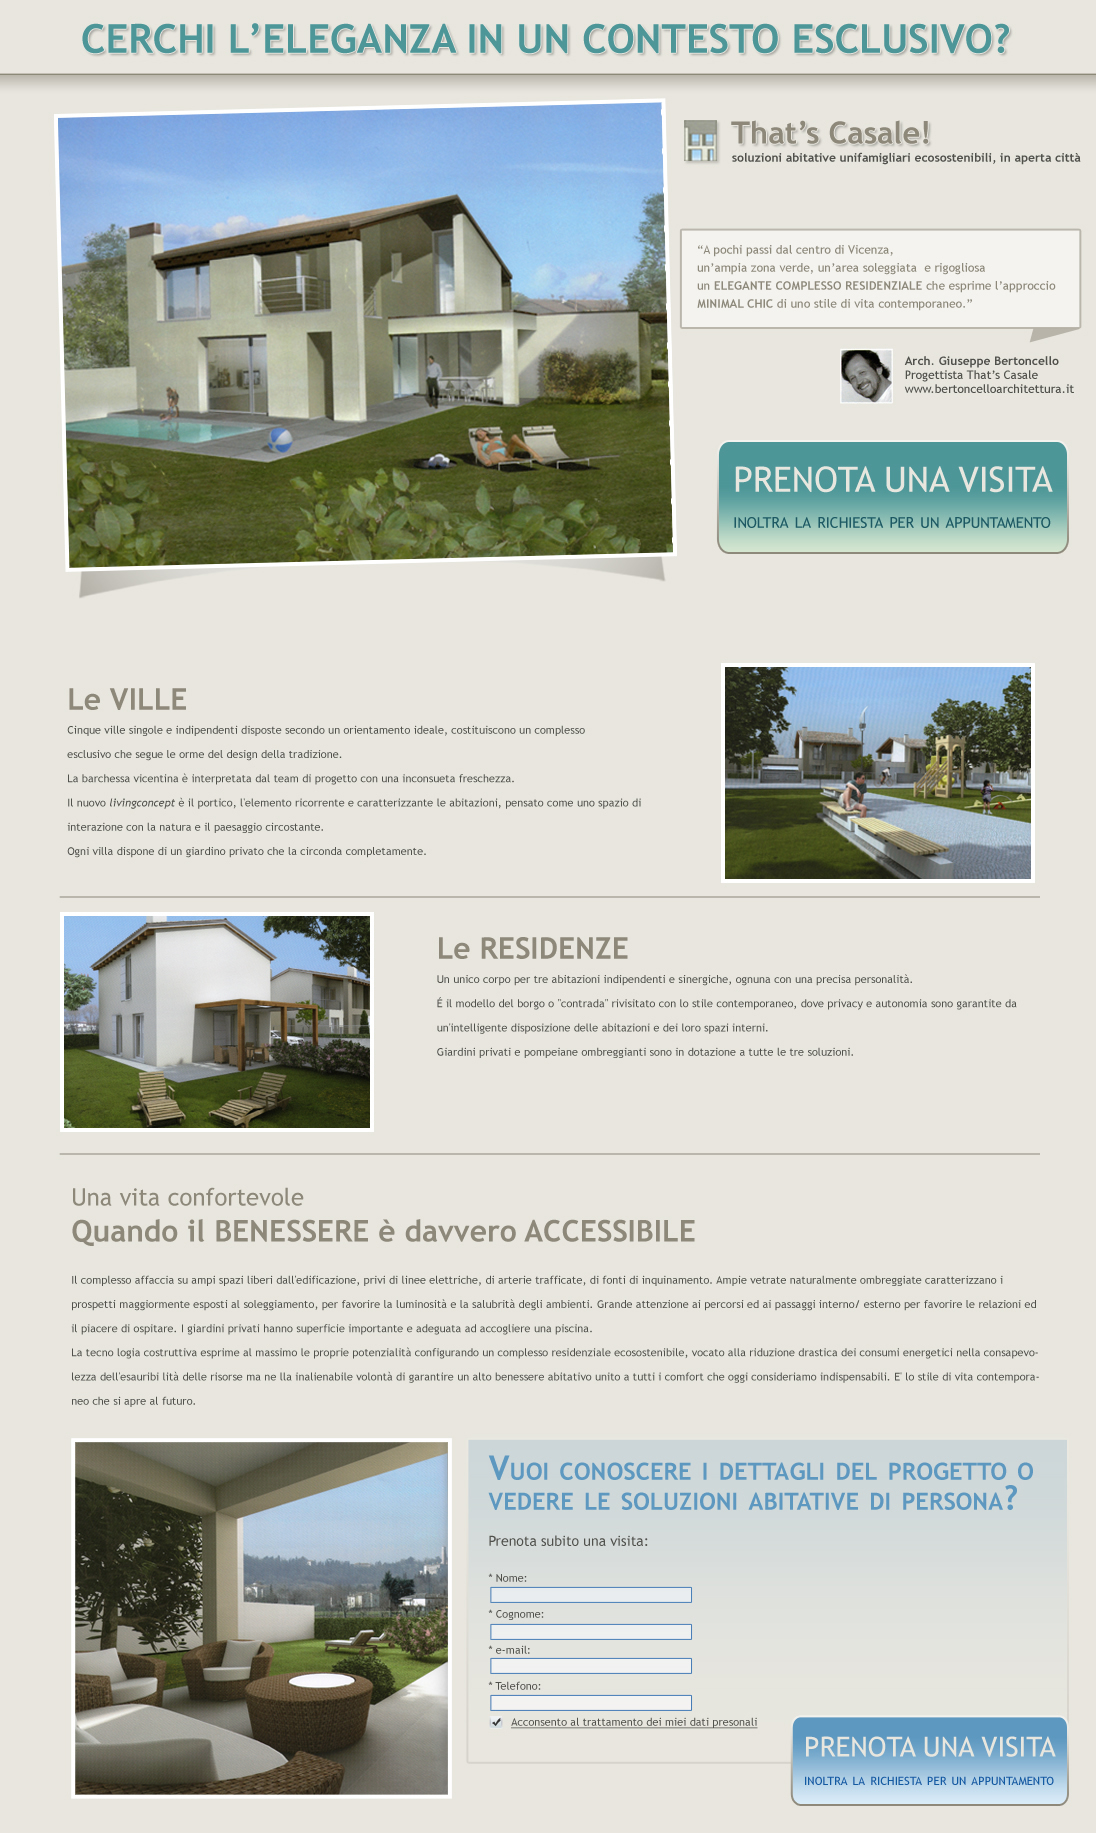 CERCHI L’ELEGANZA IN UN CONTESTO ESCLUSIVO?
That’s Casale!
soluzioni abitative unifamigliari ecosostenibili, in aperta città
“A pochi passi dal centro di Vicenza,
un’ampia zona verde, un’area soleggiata e rigogliosa
un ELEGANTE COMPLESSO RESIDENZIALE che esprime l’approccio
MINIMAL CHIC di uno stile di vita contemporaneo.”
Arch. Giuseppe Bertoncello
Progettista That’s Casale
www.bertoncelloarchitettura.it
PRENOTA UNA VISITA
INOLTRA LA RICHIESTA PER UN APPUNTAMENTO
Le VILLE
Cinque ville singole e indipendenti disposte secondo un orientamento ideale, costituiscono un complesso
esclusivo che segue le orme del design della tradizione.
La barchessa vicentina è interpretata dal team di progetto con una inconsueta freschezza.
Il nuovo livingconcept è il portico, l'elemento ricorrente e caratterizzante le abitazioni, pensato come uno spazio di
interazione con la natura e il paesaggio circostante.
Ogni villa dispone di un giardino privato che la circonda completamente.
Le RESIDENZE
Un unico corpo per tre abitazioni indipendenti e sinergiche, ognuna con una precisa personalità.
É il modello del borgo o "contrada" rivisitato con lo stile contemporaneo, dove privacy e autonomia sono garantite da
un'intelligente disposizione delle abitazioni e dei loro spazi interni.
Giardini privati e pompeiane ombreggianti sono in dotazione a tutte le tre soluzioni.
Una vita confortevole
Quando il BENESSERE è davvero ACCESSIBILE
Il complesso affaccia su ampi spazi liberi dall'edificazione, privi di linee elettriche, di arterie trafficate, di fonti di inquinamento. Ampie vetrate naturalmente ombreggiate caratterizzano i
prospetti maggiormente esposti al soleggiamento, per favorire la luminosità e la salubrità degli ambienti. Grande attenzione ai percorsi ed ai passaggi interno/ esterno per favorire le relazioni ed
il piacere di ospitare. I giardini privati hanno superficie importante e adeguata ad accogliere una piscina.
La tecno logia costruttiva esprime al massimo le proprie potenzialità configurando un complesso residenziale ecosostenibile, vocato alla riduzione drastica dei consumi energetici nella consapevo-
lezza dell'esauribi lità delle risorse ma ne lla inalienabile volontà di garantire un alto benessere abitativo unito a tutti i comfort che oggi consideriamo indispensabili. E' lo stile di vita contempora-
neo che si apre al futuro.
VUOI CONOSCERE I DETTAGLI DEL PROGETTO O
VEDERE LE SOLUZIONI ABITATIVE DI PERSONA?
Prenota subito una visita:
* Nome:
* Cognome:
* e-mail:
* Telefono:
Acconsento al trattamento dei miei dati presonali
PRENOTA UNA VISITA
INOLTRA LA RICHIESTA PER UN APPUNTAMENTO